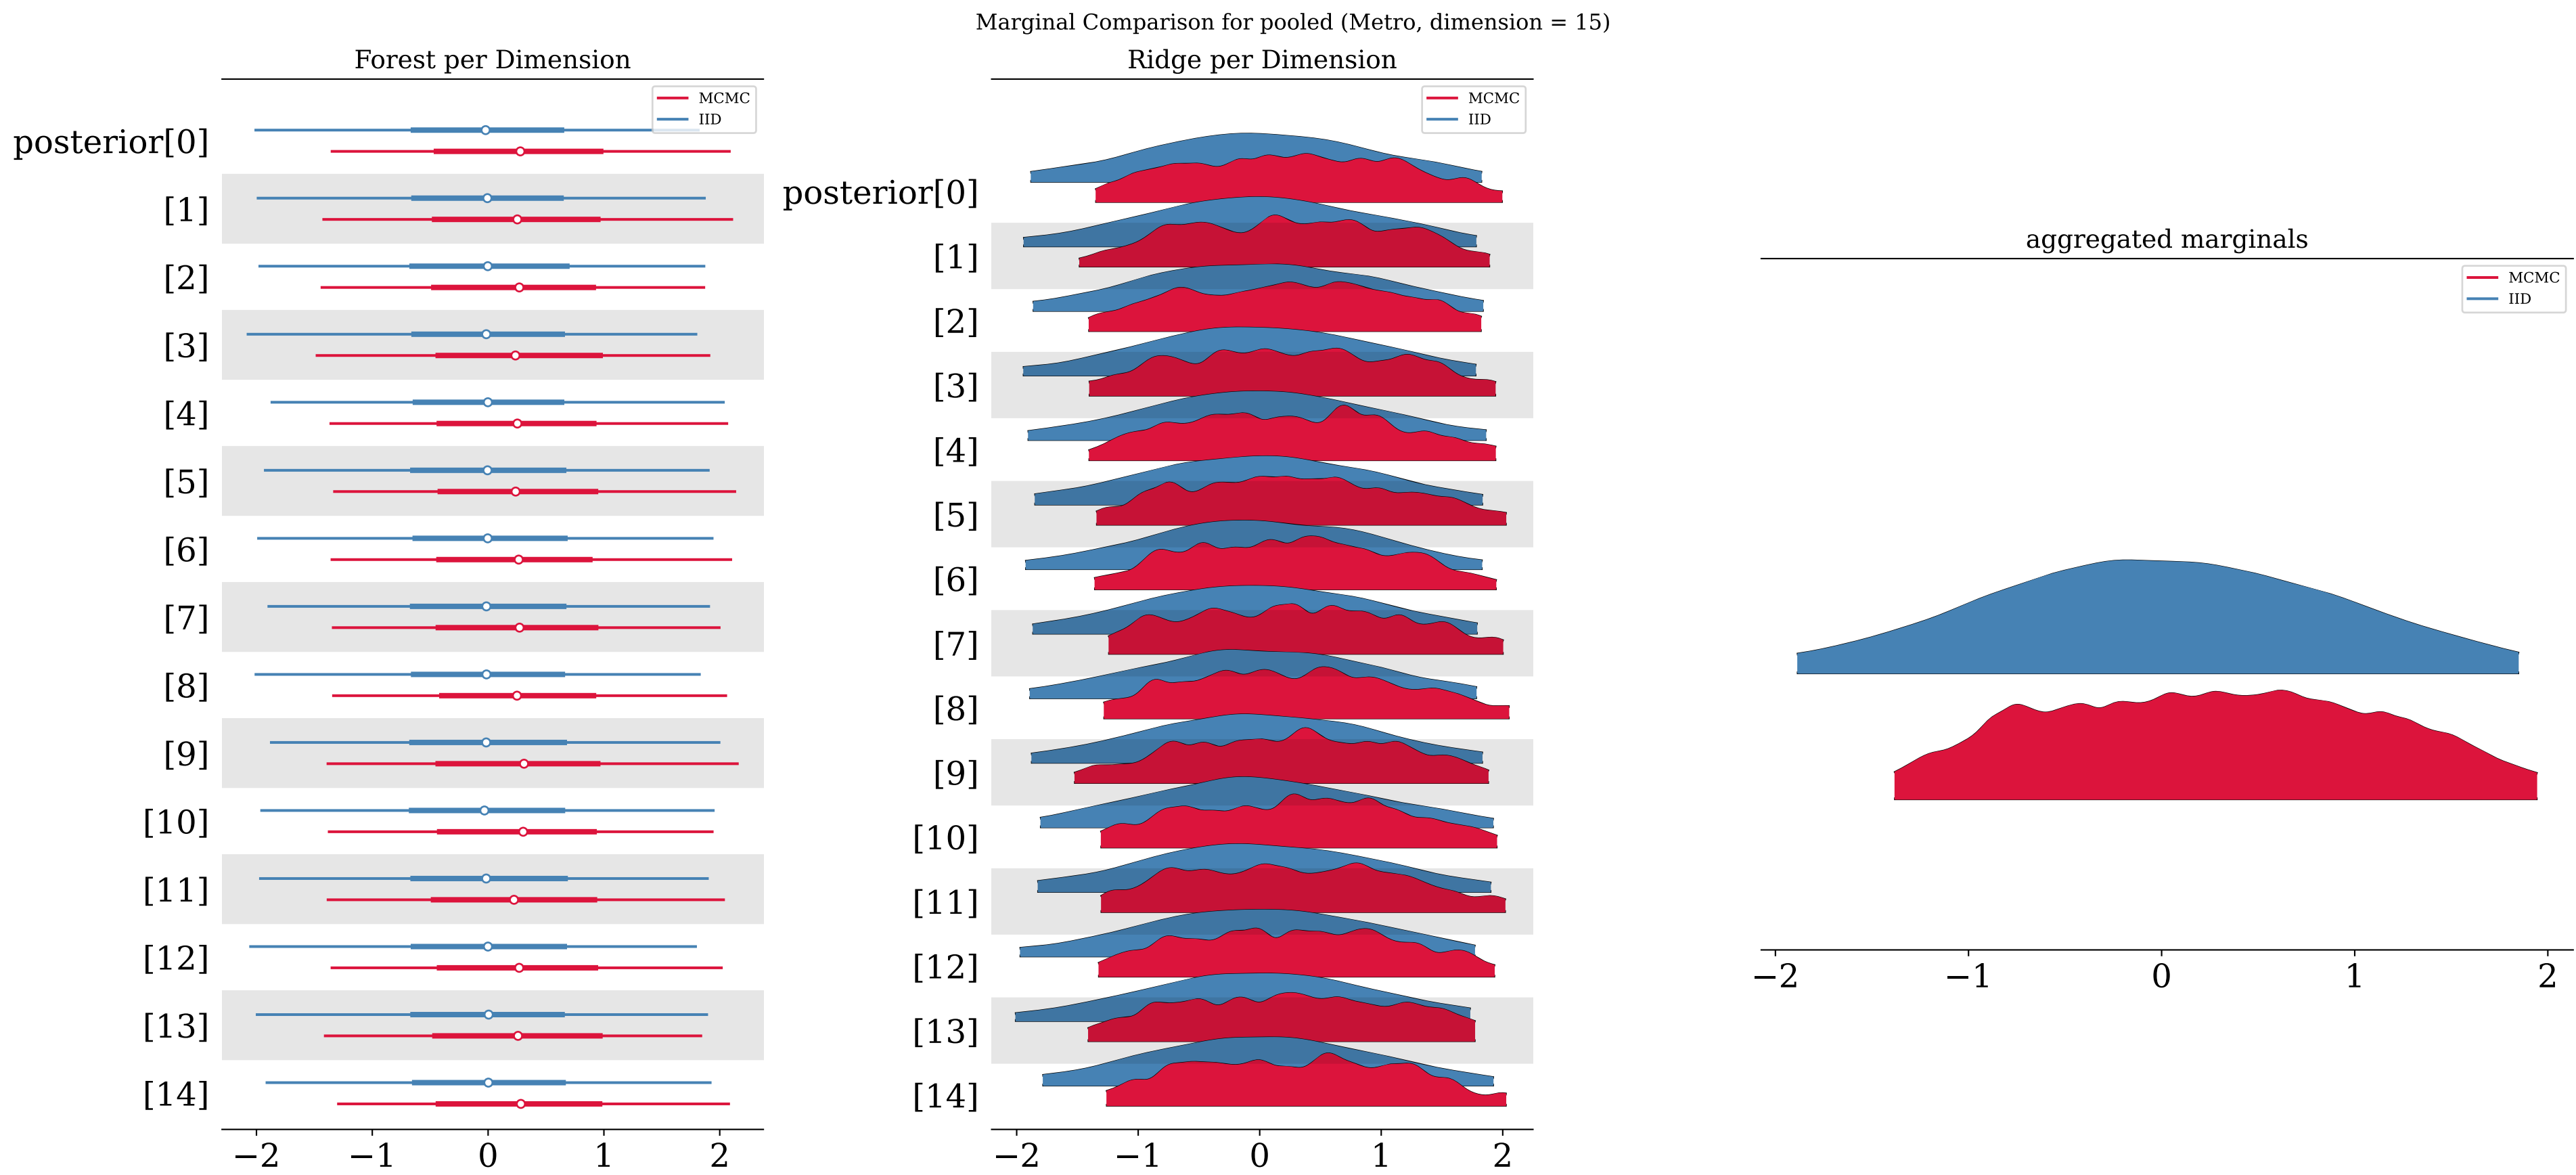 Marginal Comparison for pooled (Metro, dimension = 15)
Forest per Dimension
MCMC
IID
posterior[0]
[1]
[2]
[3]
[4]
[5]
[6]
[7]
[8]
[9]
[10]
[11]
[12]
[13]
[14]
−2 −1 0 1 2
Ridge per Dimension
MCMC
IID
posterior[0]
[1]
[2]
[3]
[4]
[5]
[6]
[7]
[8]
[9]
[10]
[11]
[12]
[13]
[14]
−2 −1 0 1 2
aggregated marginals
MCMC
IID
−2 −1 0 1 2